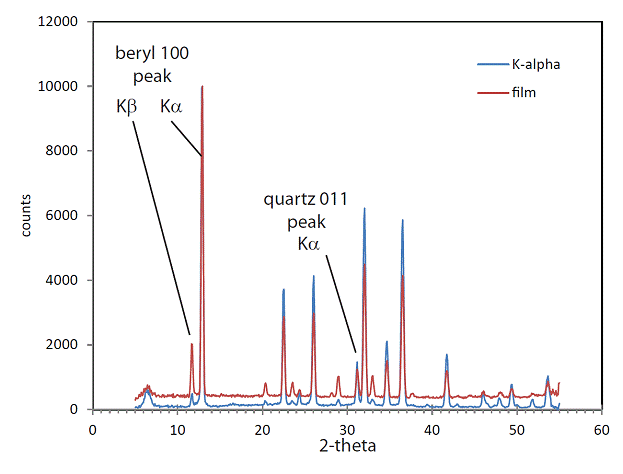 12000
10000
8000
6000
4000
2000
0
counts
beryl 100
peak
Kβ Kα
quartz 011
peak
Kα
K-alpha
film
0 10 20 30 40 50 60
2-theta